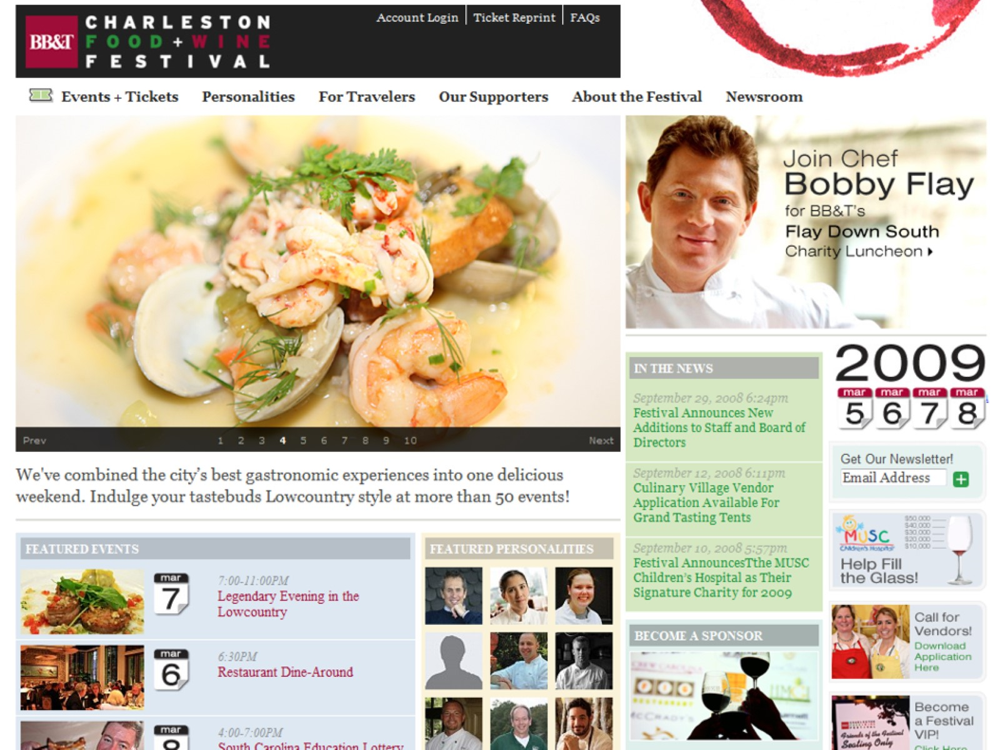 BB&T
CHARLESTON
FOOD + WINE
FESTIVAL
Account Login
Ticket Reprint
FAQs
Events + Tickets
Personalities
For Travelers
Our Supporters
About the Festival
Newsroom
Join Chef
Bobby Flay
for BB&T's
Flay Down South
Charity Luncheon
Prev
1 2 3 4 5 6 7 8 9 10
Next
We've combined the city's best gastronomic experiences into one delicious
weekend. Indulge your tastebuds Lowcountry style at more than 50 events!
FEATURED EVENTS
mar
7
7:00-11:00PM
Legendary Evening in the
Lowcountry
mar
6
6:30PM
Restaurant Dine-Around
mar
8
4:00-7:00PM
South Carolina Education Lottery
FEATURED PERSONALITIES
IN THE NEWS
September 29, 2008 6:24pm
Festival Announces New
Additions to Staff and Board of
Directors
September 12, 2008 6:11pm
Culinary Village Vendor
Application Available For
Grand Tasting Tents
September 10, 2008 5:57pm
Festival AnnouncesTthe MUSC
Children's Hospital as Their
Signature Charity for 2009
BECOME A SPONSOR
McCRADY'S
2009
mar mar mar mar
5 6 7 8
Get Our Newsletter!
Email Address
MUSC
Children's Hospital
$50,000
$40,000
$30,000
$20,000
$10,000
Help Fill
the Glass!
Call for
Vendors!
Download
Application
Here
Friends of the Festival
Seating Only
Become
a Festival
VIP!
Click Here